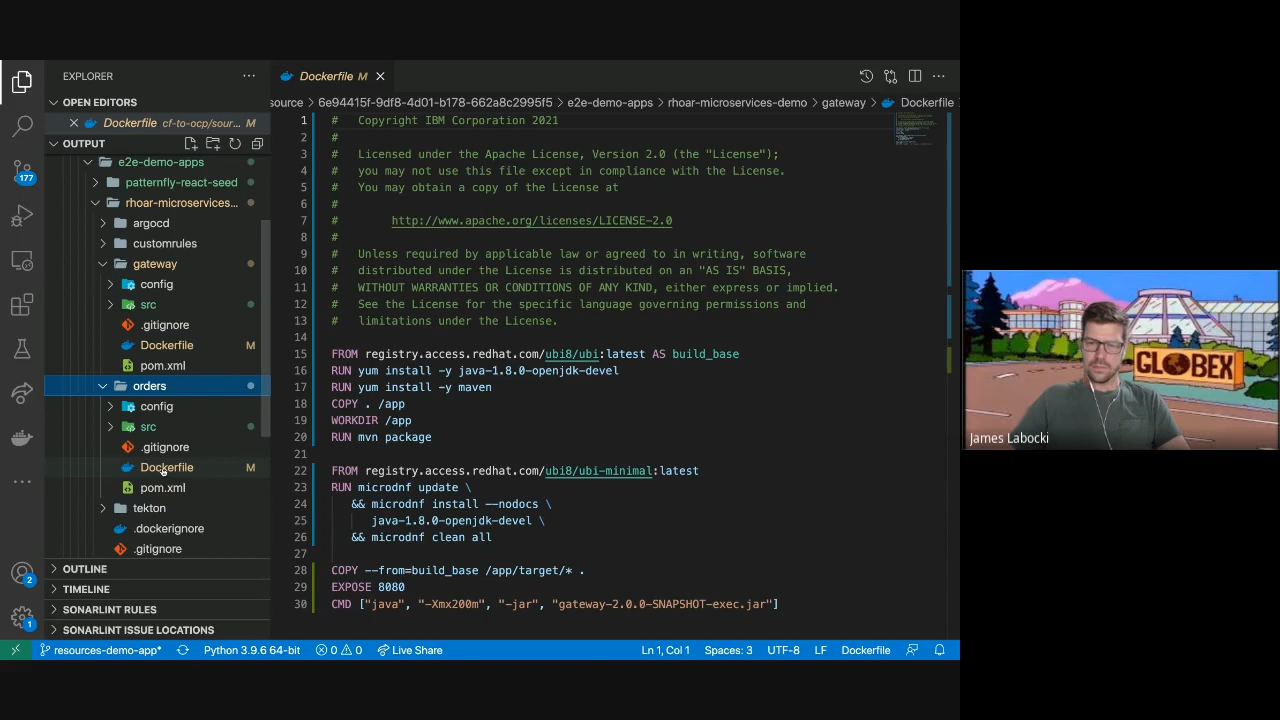 EXPLORER
OPEN EDITORS
Dockerfile cf-to-ocp/sour... M
OUTPUT
e2e-demo-apps
patternfly-react-seed
rhoar-microservices...
argocd
customrules
gateway
config
src
.gitignore
Dockerfile M
pom.xml
orders
config
src
.gitignore
Dockerfile M
pom.xml
tekton
.dockerignore
.gitignore
OUTLINE
TIMELINE
SONARLINT RULES
SONARLINT ISSUE LOCATIONS
177
2
1
Dockerfile M
source > 6e94415f-9df8-4d01-b178-662a8c2995f5 > e2e-demo-apps > rhoar-microservices-demo > gateway > Dockerfile
1 # Copyright IBM Corporation 2021
2 #
3 # Licensed under the Apache License, Version 2.0 (the "License");
4 # you may not use this file except in compliance with the License.
5 # You may obtain a copy of the License at
6 #
7 # http://www.apache.org/licenses/LICENSE-2.0
8 #
9 # Unless required by applicable law or agreed to in writing, software
10 # distributed under the License is distributed on an "AS IS" BASIS,
11 # WITHOUT WARRANTIES OR CONDITIONS OF ANY KIND, either express or implied.
12 # See the License for the specific language governing permissions and
13 # limitations under the License.
14
15 FROM registry.access.redhat.com/ubi8/ubi:latest AS build_base
16 RUN yum install -y java-1.8.0-openjdk-devel
17 RUN yum install -y maven
18 COPY . /app
19 WORKDIR /app
20 RUN mvn package
21
22 FROM registry.access.redhat.com/ubi8/ubi-minimal:latest
23 RUN microdnf update \
24 && microdnf install --nodocs \
25 java-1.8.0-openjdk-devel \
26 && microdnf clean all
27
28 COPY --from=build_base /app/target/* .
29 EXPOSE 8080
30 CMD ["java", "-Xmx200m", "-jar", "gateway-2.0.0-SNAPSHOT-exec.jar"]
resources-demo-app* Python 3.9.6 64-bit 0 0 Live Share Ln 1, Col 1 Spaces: 3 UTF-8 LF Dockerfile
GLOBEX
James Labocki